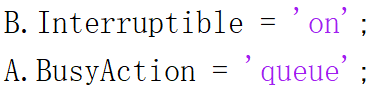 B.Interruptible = 'on';
A.BusyAction = 'queue';